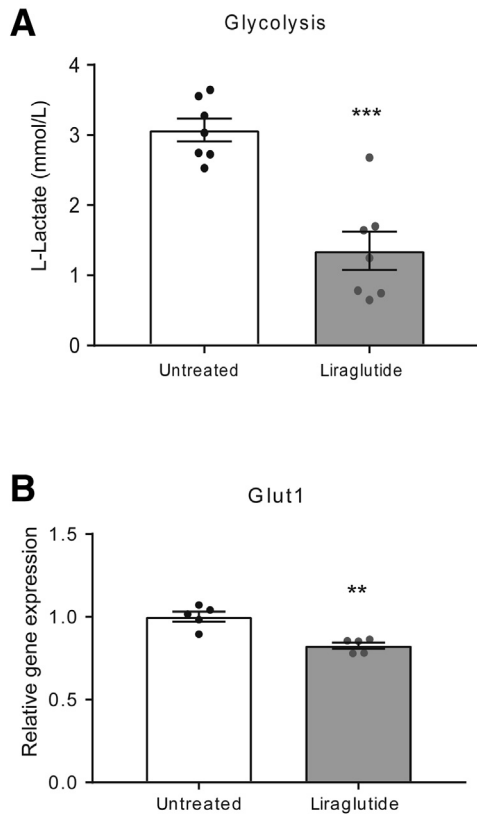 A
Glycolysis
L-Lactate (mmol/L)
4
3
2
1
0
***
Untreated
Liraglutide
B
Glut1
Relative gene expression
1.5
1.0
0.5
0.0
**
Untreated
Liraglutide